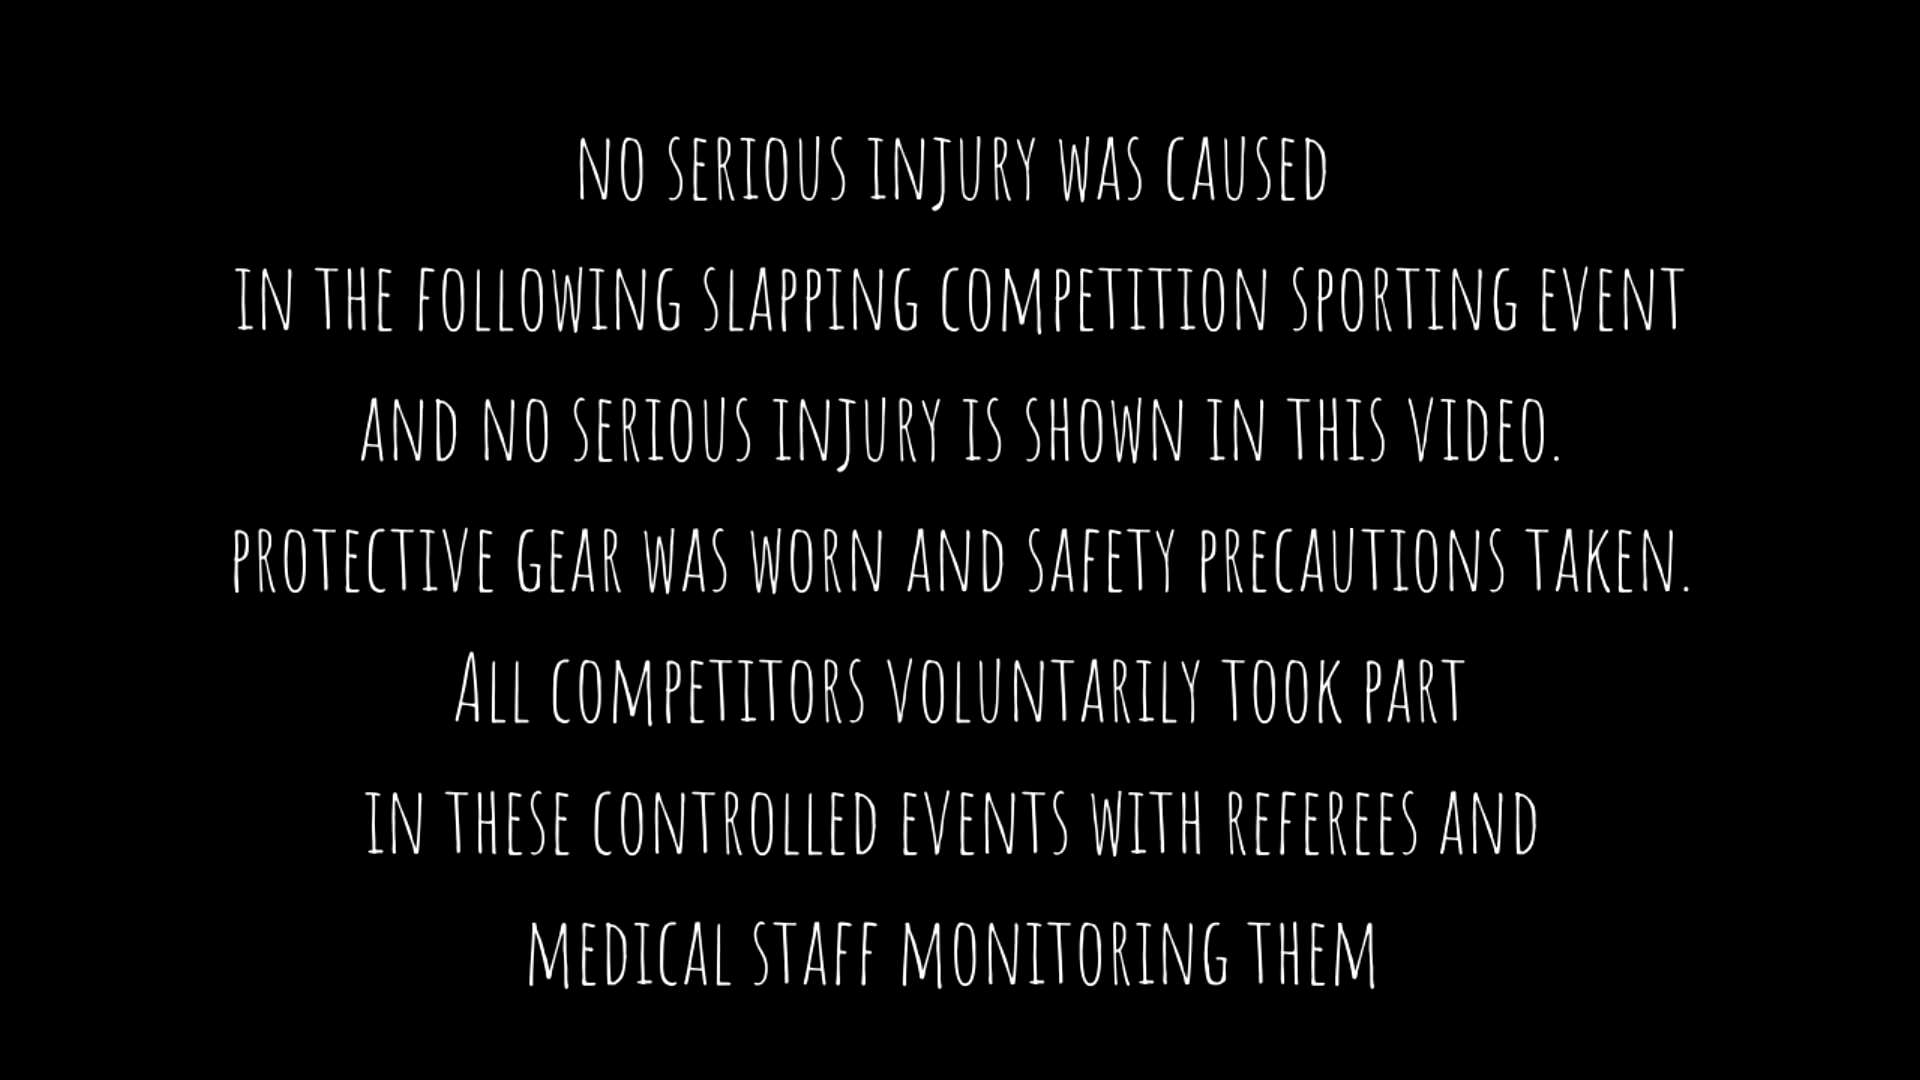 NO SERIOUS INJURY WAS CAUSED
IN THE FOLLOWING SLAPPING COMPETITION SPORTING EVENT
AND NO SERIOUS INJURY IS SHOWN IN THIS VIDEO.
PROTECTIVE GEAR WAS WORN AND SAFETY PRECAUTIONS TAKEN.
ALL COMPETITORS VOLUNTARILY TOOK PART
IN THESE CONTROLLED EVENTS WITH REFEREES AND
MEDICAL STAFF MONITORING THEM